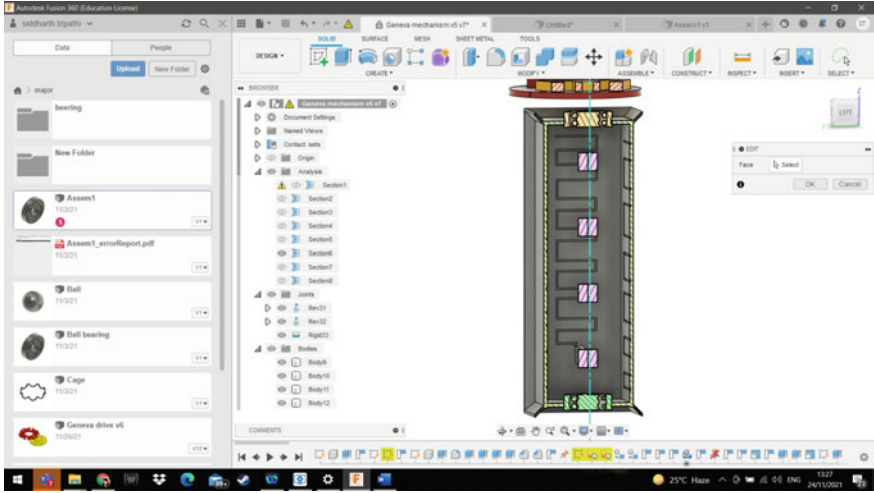 Autodesk Fusion 360 (Education License)
siddharth tripathi
Geneva mechanism v6 v7*
Untitled*
Assem1 v1
Data
People
Upload
New Folder
major
beering
New Folder
Assem1
11/3/21
V1
Assem1_errorReport.pdf
11/3/21
V1
Ball
11/3/21
V1
Ball bearing
11/3/21
V1
Cage
11/3/21
V1
Geneva drive v6
11/20/21
V12
SOLID
SURFACE
MESH
SHEET METAL
TOOLS
DESIGN
CREATE
MODIFY
ASSEMBLE
CONSTRUCT
INSPECT
INSERT
SELECT
BROWSER
Geneva mechanism v6 v7
Document Settings
Named Views
Contact sets
Origin
Analysis
Section1
Section2
Section3
Section4
Section5
Section6
Section7
Section8
Joints
Rev31
Rev32
Rigid33
Bodies
Body9
Body10
Body11
Body12
COMMENTS
LEFT
EDIT
Face
Select
OK
Cancel
25°C Haze
ENG
13:27
24/11/2021